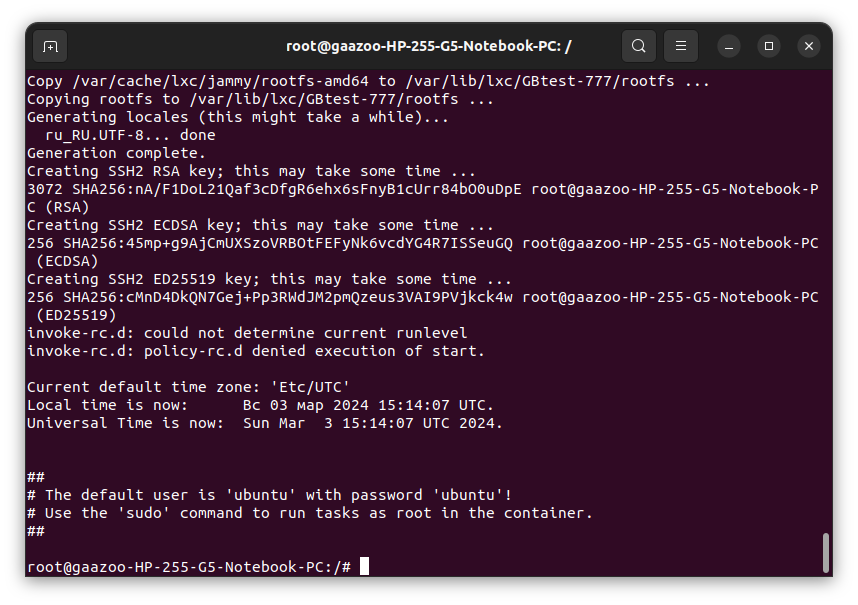 root@gaazoo-HP-255-G5-Notebook-PC: /
Copy /var/cache/lxc/jammy/rootfs-amd64 to /var/lib/lxc/GBtest-777/rootfs ...
Copying rootfs to /var/lib/lxc/GBtest-777/rootfs ...
Generating locales (this might take a while)...
  ru_RU.UTF-8... done
Generation complete.
Creating SSH2 RSA key; this may take some time ...
3072 SHA256:nA/F1DoL21Qaf3cDfgR6ehx6sFnyB1cUrr84bO0uDpE root@gaazoo-HP-255-G5-Notebook-P
C (RSA)
Creating SSH2 ECDSA key; this may take some time ...
256 SHA256:45mp+g9AjCmUXSzoVRBOtFEFyNk6vcdYG4R7ISSeuGQ root@gaazoo-HP-255-G5-Notebook-PC
 (ECDSA)
Creating SSH2 ED25519 key; this may take some time ...
256 SHA256:cMnD4DkQN7Gej+Pp3RWdJM2pmQzeus3VAI9PVjkck4w root@gaazoo-HP-255-G5-Notebook-PC
 (ED25519)
invoke-rc.d: could not determine current runlevel
invoke-rc.d: policy-rc.d denied execution of start.
Current default time zone: 'Etc/UTC'
Local time is now:      Вс 03 мар 2024 15:14:07 UTC.
Universal Time is now:  Sun Mar  3 15:14:07 UTC 2024.
##
# The default user is 'ubuntu' with password 'ubuntu'!
# Use the 'sudo' command to run tasks as root in the container.
##
root@gaazoo-HP-255-G5-Notebook-PC:/#